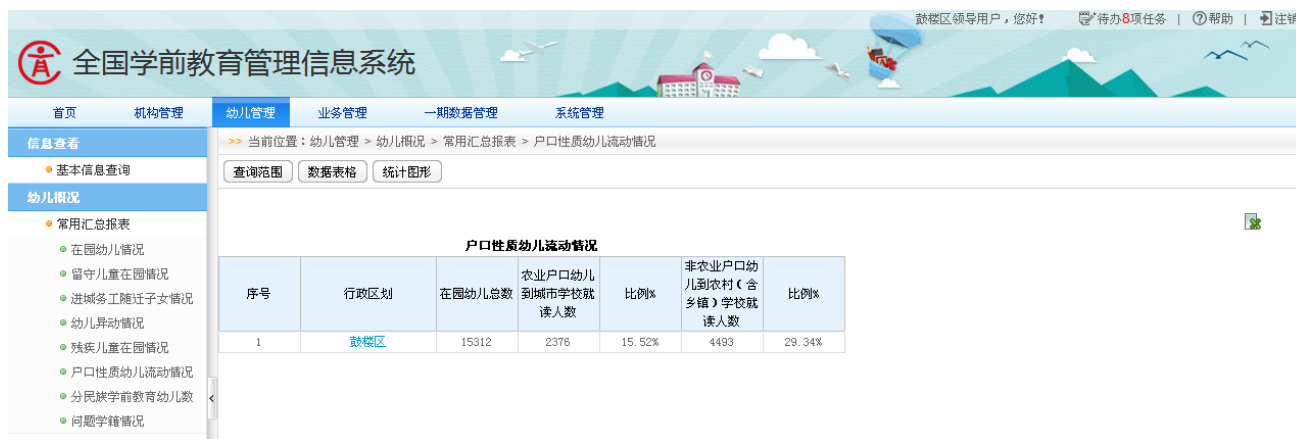 鼓楼区领导用户，您好！ 待办8项任务 | 帮助 | 注销
全国学前教育管理信息系统
首页 机构管理 幼儿管理 业务管理 一期数据管理 系统管理
信息查看
>> 当前位置：幼儿管理 > 幼儿概况 > 常用汇总报表 > 户口性质幼儿流动情况
基本信息查询
查询范围 数据表格 统计图形
幼儿概况
常用汇总报表
在园幼儿情况
留守儿童在园情况
进城务工随迁子女情况
幼儿异动情况
残疾儿童在园情况
户口性质幼儿流动情况
分民族学前教育幼儿数
问题学籍情况
户口性质幼儿流动情况
序号 行政区划 在园幼儿总数 农业户口幼儿
到城市学校就
读人数 比例% 非农业户口幼
儿到农村（含
乡镇）学校就
读人数 比例%
1 鼓楼区 15312 2376 15.52% 4493 29.34%